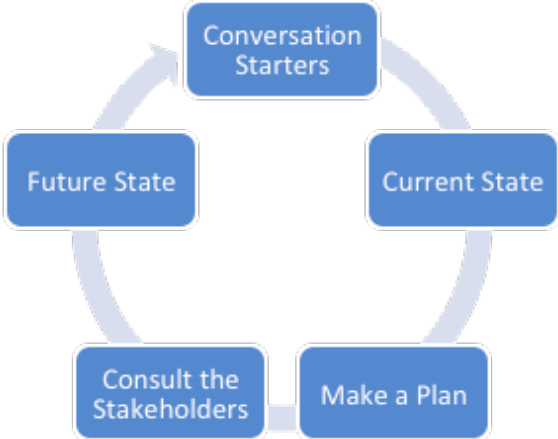 Conversation
Starters
Current State
Make a Plan
Consult the
Stakeholders
Future State